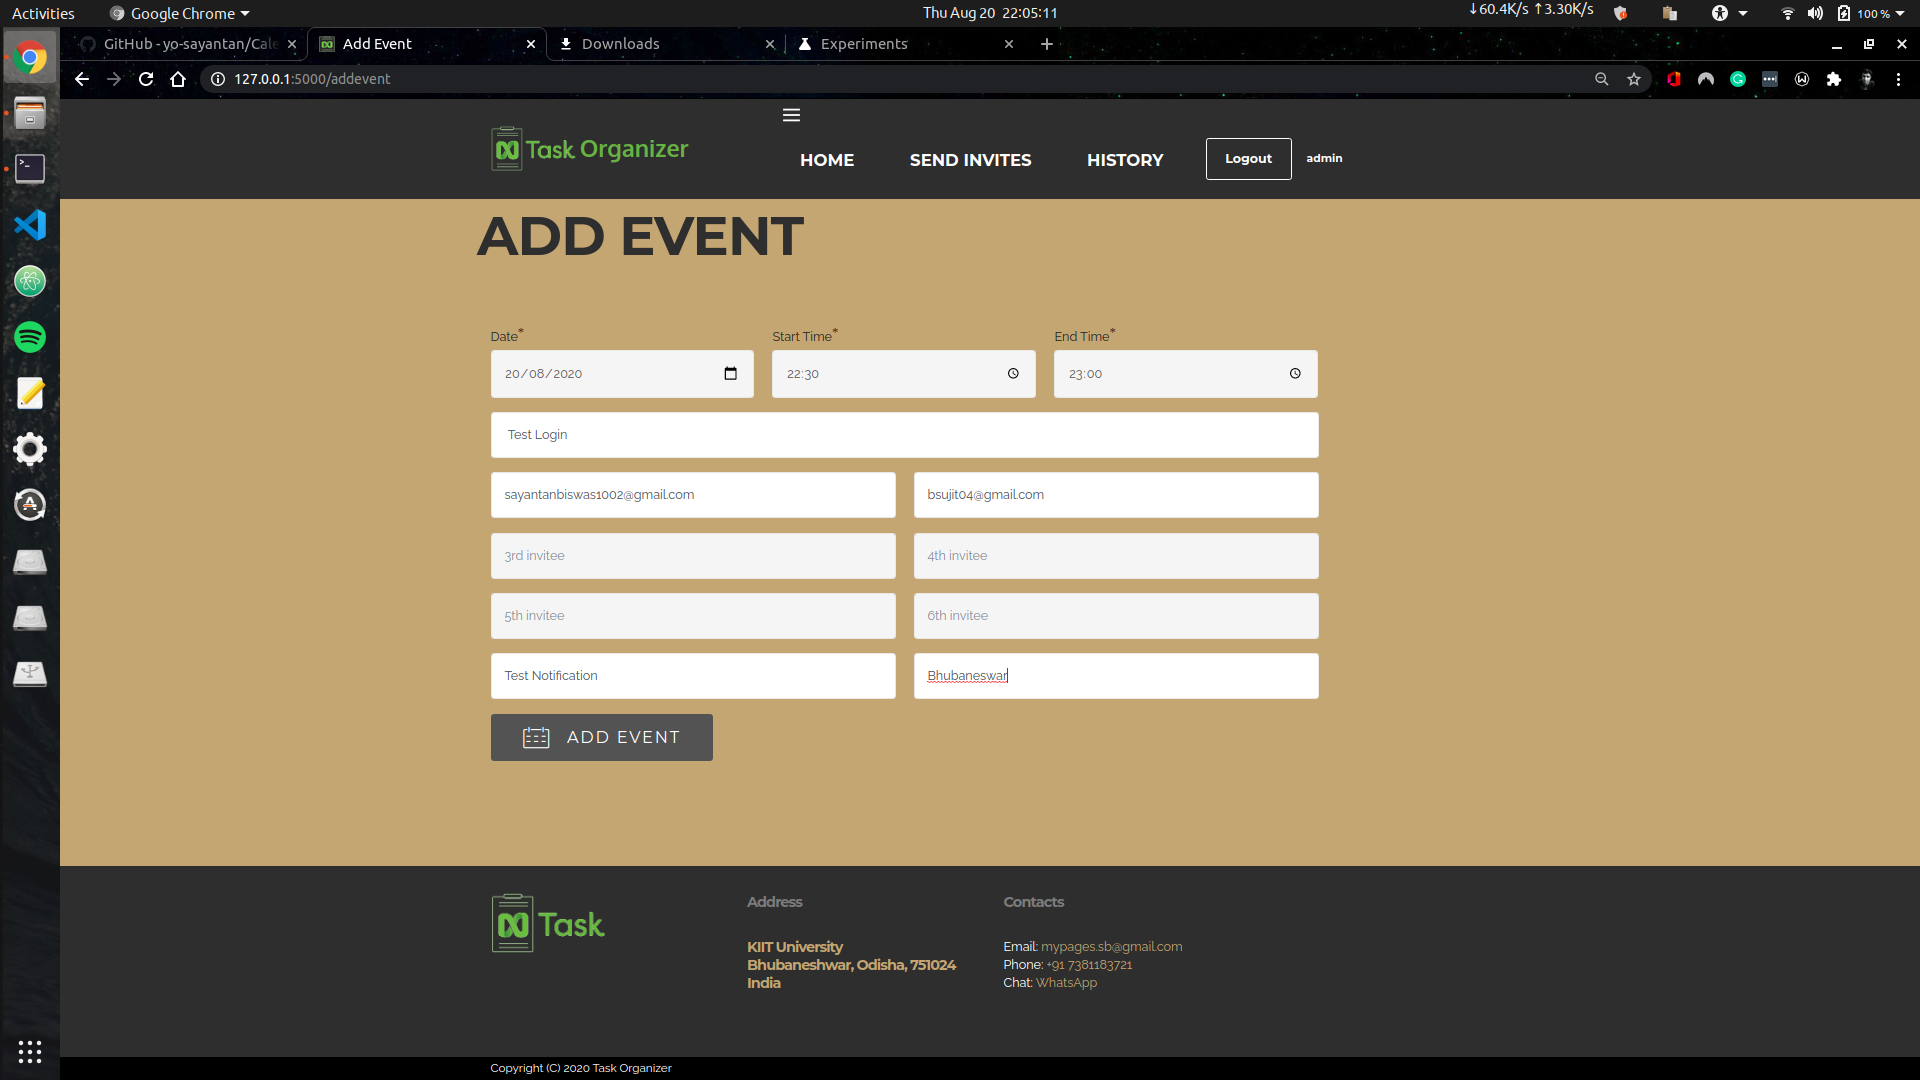 Activities
Google Chrome
Thu Aug 20 22:05:11
↓60.4K/s ↑3.30K/s
100 %
GitHub - yo-sayantan/Cale
Add Event
Downloads
Experiments
127.0.0.1:5000/addevent
Task Organizer
HOME
SEND INVITES
HISTORY
Logout
admin
ADD EVENT
Date*
Start Time*
End Time*
20/08/2020
22:30
23:00
Test Login
sayantanbiswas1002@gmail.com
bsujit04@gmail.com
3rd invitee
4th invitee
5th invitee
6th invitee
Test Notification
Bhubaneswar
ADD EVENT
Task
Address
KIIT University
Bhubaneshwar, Odisha, 751024
India
Contacts
Email: mypages.sb@gmail.com
Phone: +91 7381183721
Chat: WhatsApp
Copyright (C) 2020 Task Organizer